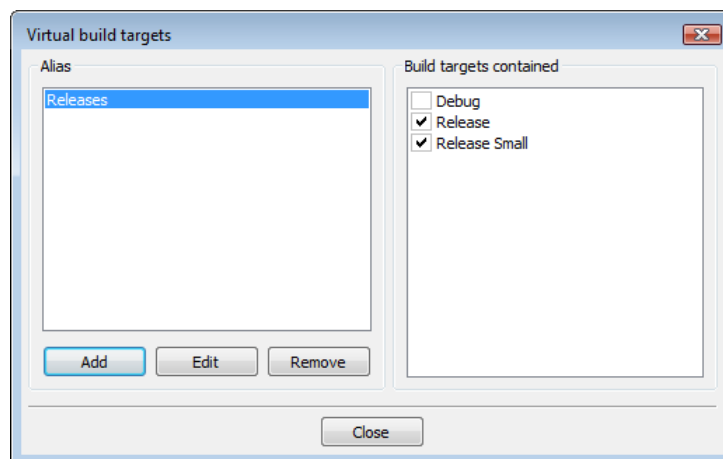 Virtual build targets
Alias
Build targets contained
Releases
Debug
Release
Release Small
Add
Edit
Remove
Close